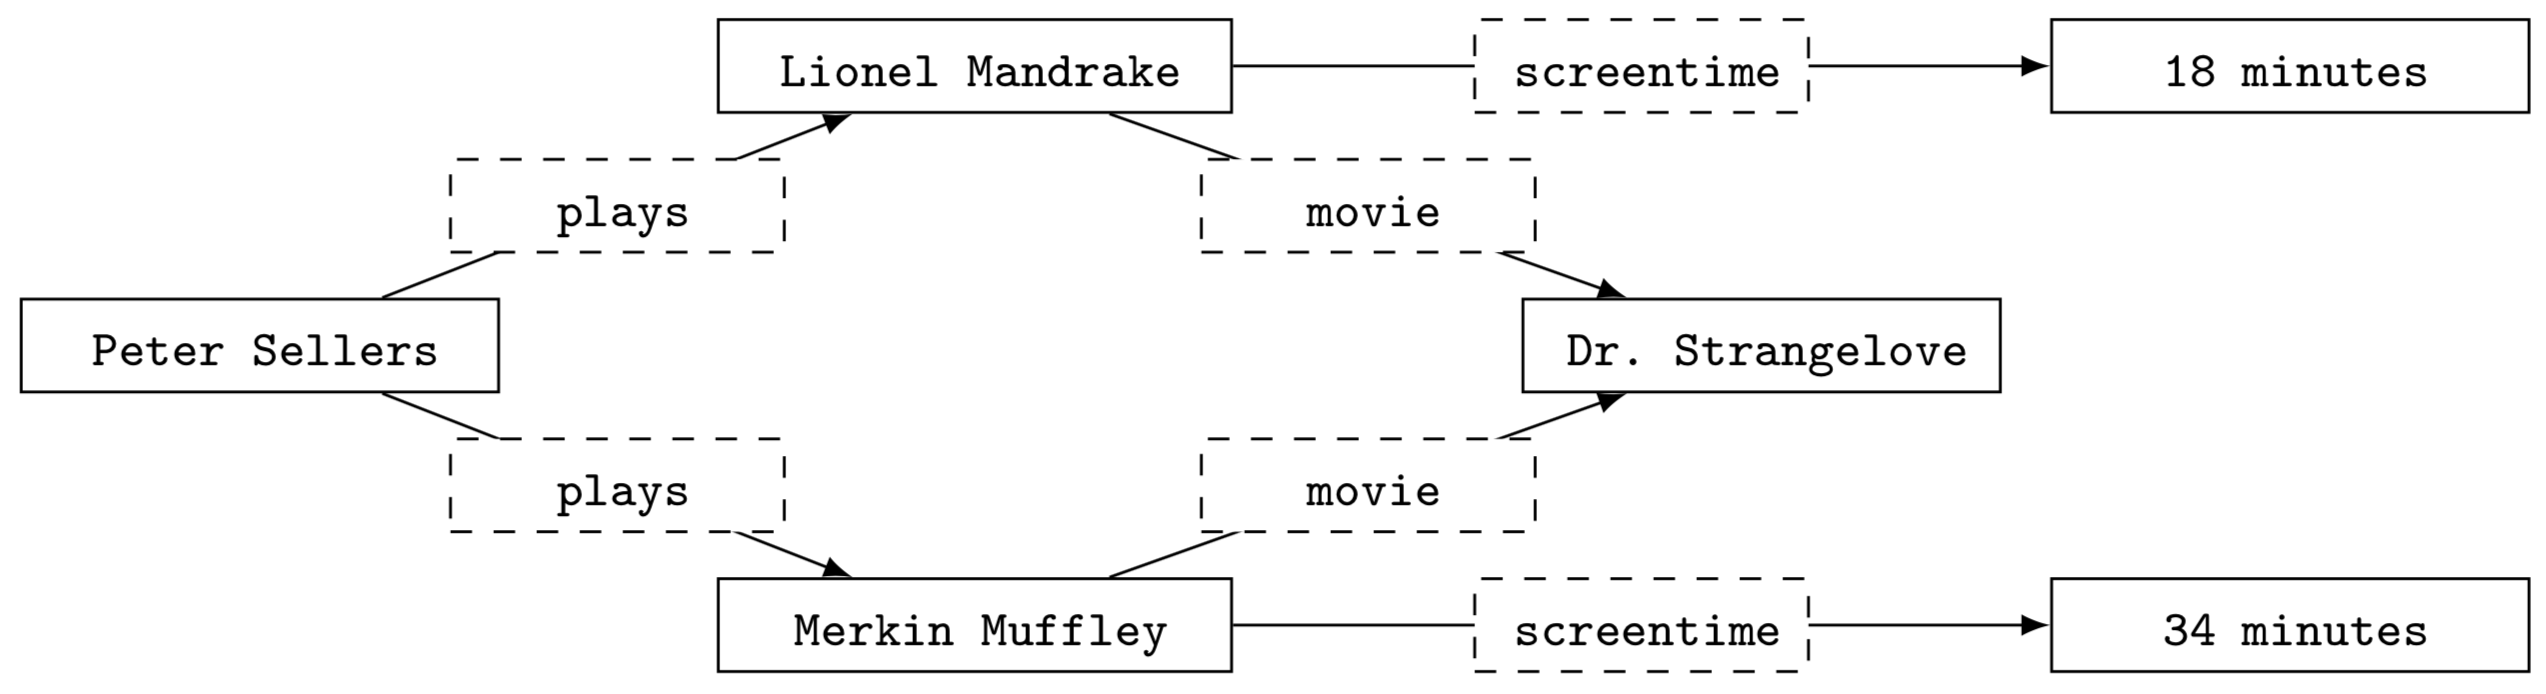 Lionel Mandrake
screentime
18 minutes
plays
movie
Peter Sellers
Dr. Strangelove
plays
movie
Merkin Muffley
screentime
34 minutes